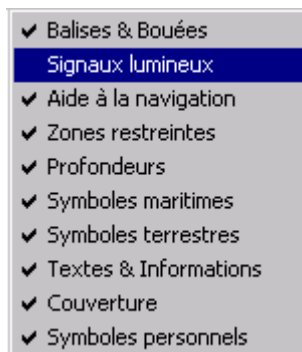 Balises & Bouées
Signaux lumineux
Aide à la navigation
Zones restreintes
Profondeurs
Symboles maritimes
Symboles terrestres
Textes & Informations
Couverture
Symboles personnels